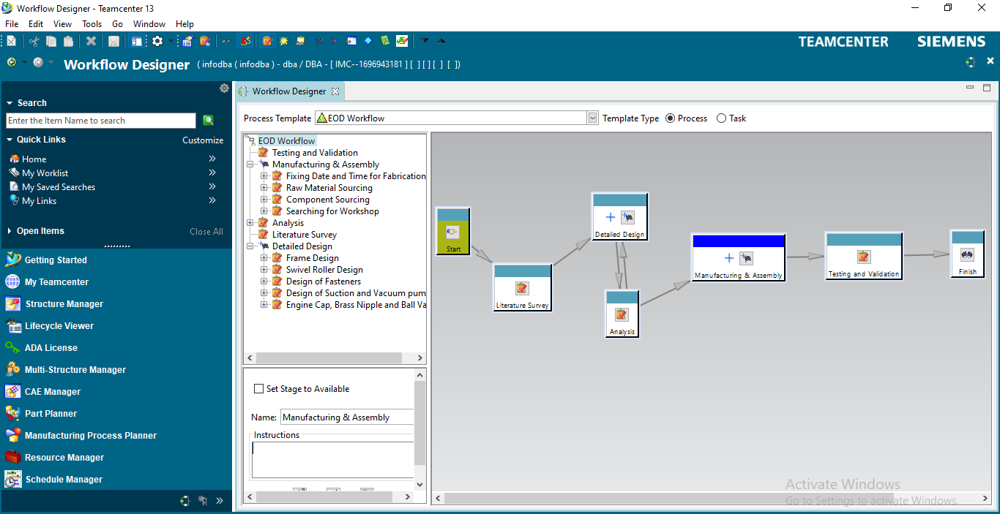 Workflow Designer - Teamcenter 13
File Edit View Tools Go Window Help
TEAMCENTER SIEMENS
Workflow Designer ( infodba ( infodba ) - dba / DBA - [ IMC--1696943181 ] [ ] [ ] [ ] [ ])
Search
Enter the Item Name to search
Quick Links Customize
Home
My Worklist
My Saved Searches
My Links
Open Items Close All
Getting Started
My Teamcenter
Structure Manager
Lifecycle Viewer
ADA License
Multi-Structure Manager
CAE Manager
Part Planner
Manufacturing Process Planner
Resource Manager
Schedule Manager
Workflow Designer
Process Template EOD Workflow Template Type Process Task
EOD Workflow
Testing and Validation
Manufacturing & Assembly
Fixing Date and Time for Fabrication
Raw Material Sourcing
Component Sourcing
Searching for Workshop
Analysis
Literature Survey
Detailed Design
Frame Design
Swivel Roller Design
Design of Fasteners
Design of Suction and Vacuum pum
Engine Cap, Brass Nipple and Ball Va
Set Stage to Available
Name: Manufacturing & Assembly
Instructions
Start
Literature Survey
Detailed Design
Analysis
Manufacturing & Assembly
Testing and Validation
Finish
Activate Windows
Go to Settings to activate Windows.